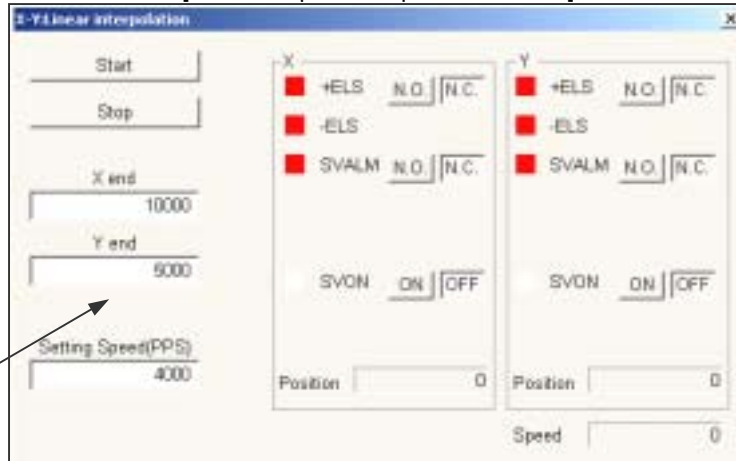 X-Y:Linear interpolation
Start
Stop
X end
10000
Y end
5000
Setting Speed(PPS)
4000
X
+ELS N.O. N.C.
-ELS
SVALM N.O. N.C.
SVON ON OFF
Position 0
Y
+ELS N.O. N.C.
-ELS
SVALM N.O. N.C.
SVON ON OFF
Position 0
Speed 0